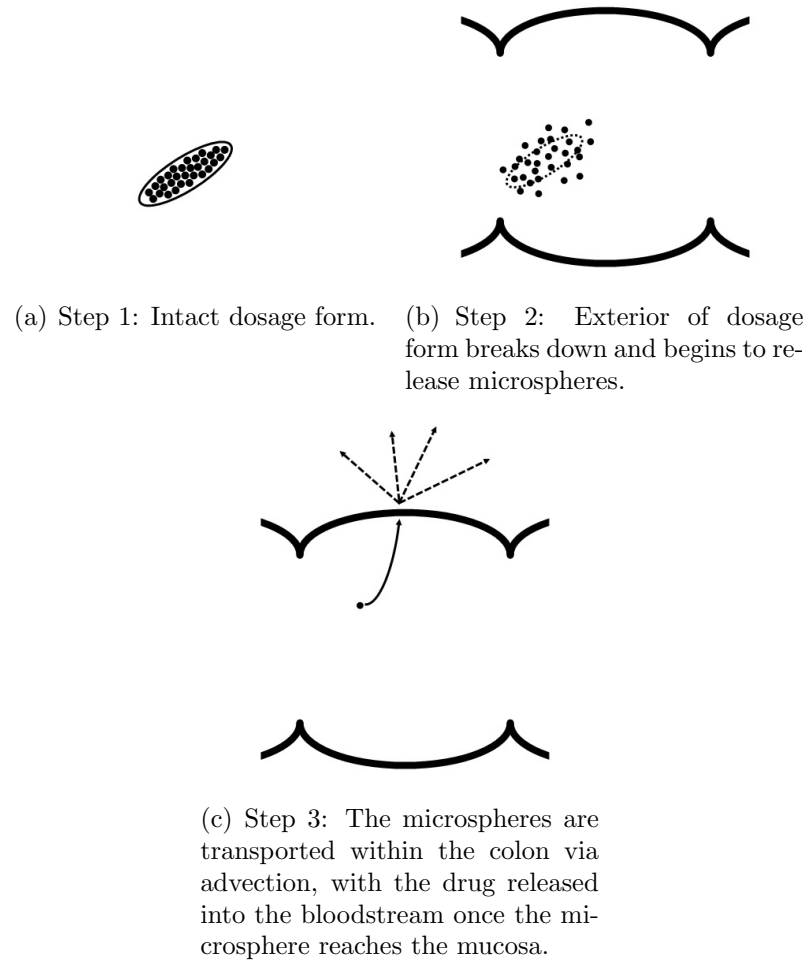 (a) Step 1: Intact dosage form.
(b) Step 2: Exterior of dosage
form breaks down and begins to re-
lease microspheres.
(c) Step 3: The microspheres are
transported within the colon via
advection, with the drug released
into the bloodstream once the mi-
crosphere reaches the mucosa.